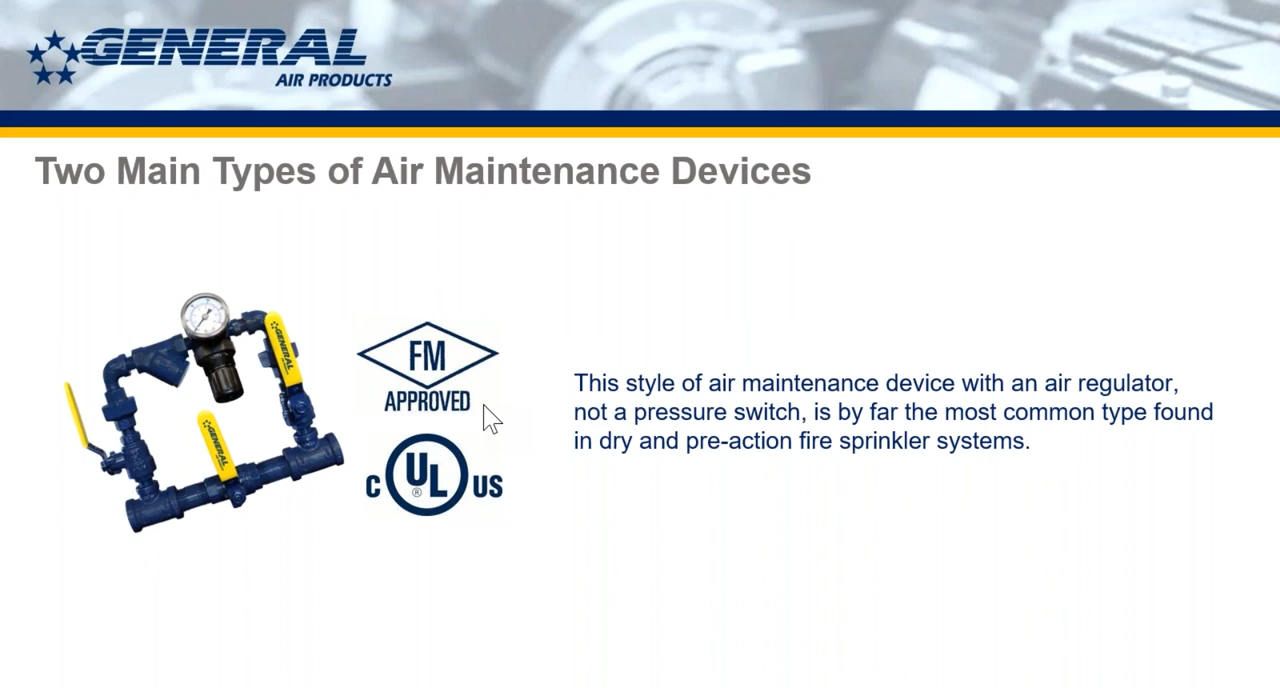 GENERAL
AIR PRODUCTS
Two Main Types of Air Maintenance Devices
GENERAL
GENERAL
FM
APPROVED
C UL US
®
This style of air maintenance device with an air regulator,
not a pressure switch, is by far the most common type found
in dry and pre-action fire sprinkler systems.